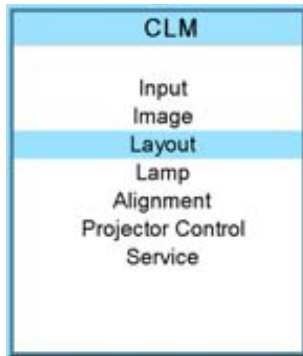 CLM
Input
Image
Layout
Lamp
Alignment
Projector Control
Service